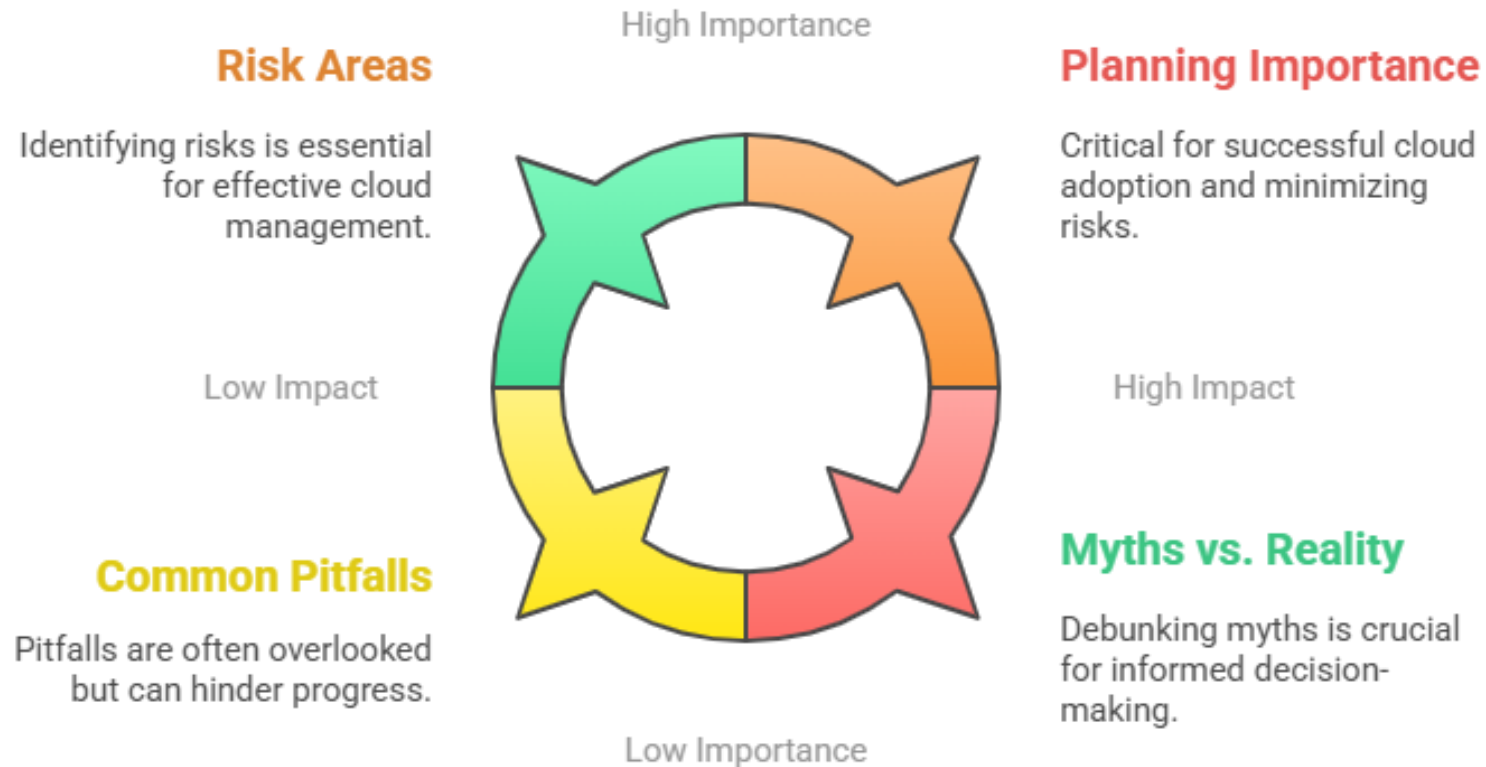 High Importance
Risk Areas
Identifying risks is essential
for effective cloud
management.
Planning Importance
Critical for successful cloud
adoption and minimizing
risks.
Low Impact
High Impact
Common Pitfalls
Pitfalls are often overlooked
but can hinder progress.
Myths vs. Reality
Debunking myths is crucial
for informed decision-
making.
Low Importance